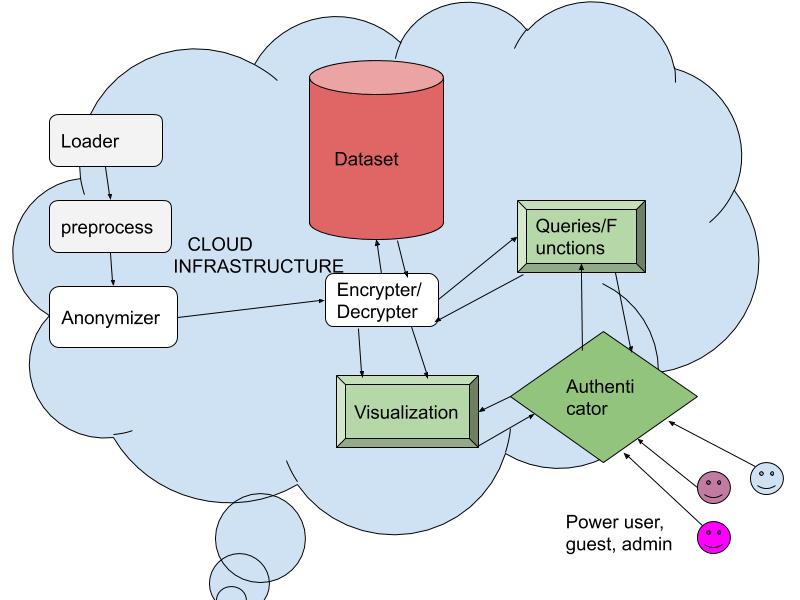 Loader
preprocess
Anonymizer
CLOUD
INFRASTRUCTURE
Dataset
Encrypter/
Decrypter
Queries/F
unctions
Visualization
Authenti
cator
Power user,
guest, admin